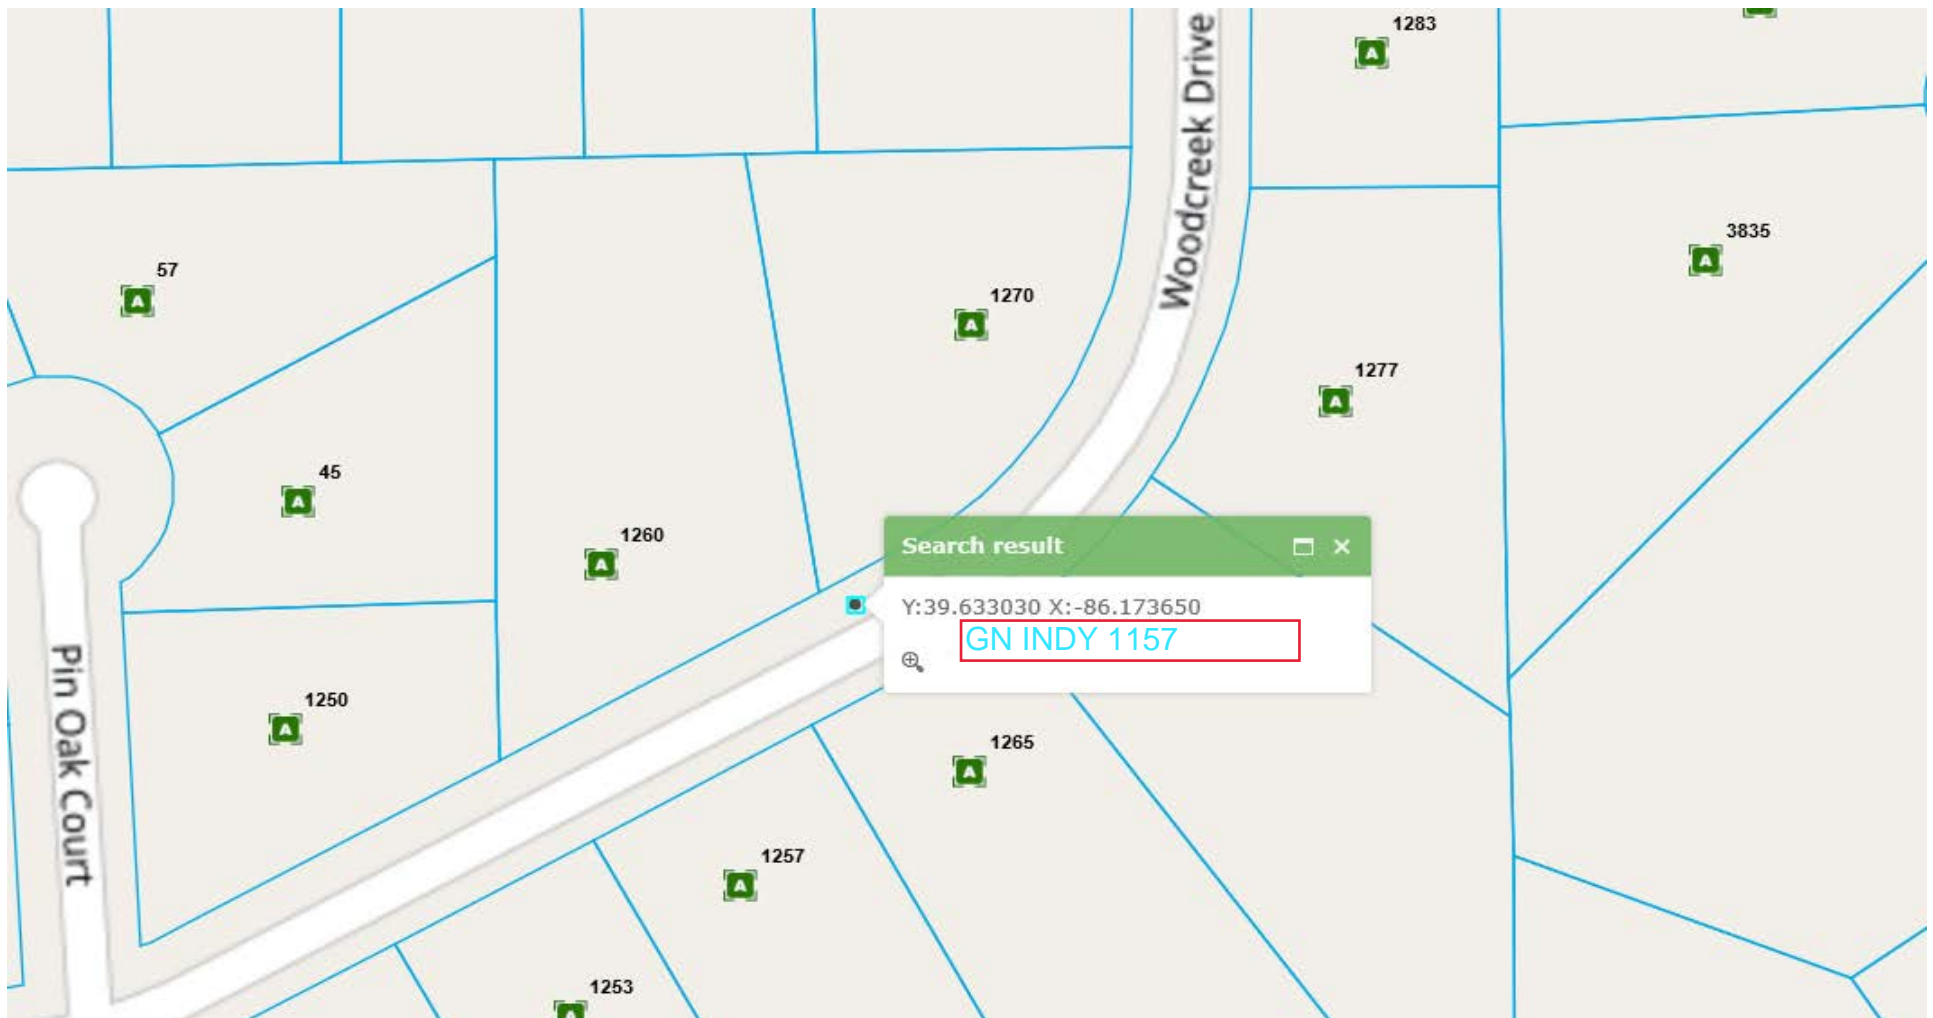 1283
Woodcreek Drive
3835
57
1270
1277
45
1260
Search result
Y:39.633030 X:-86.173650
GN INDY 1157
Pin Oak Court
1250
1265
1257
1253